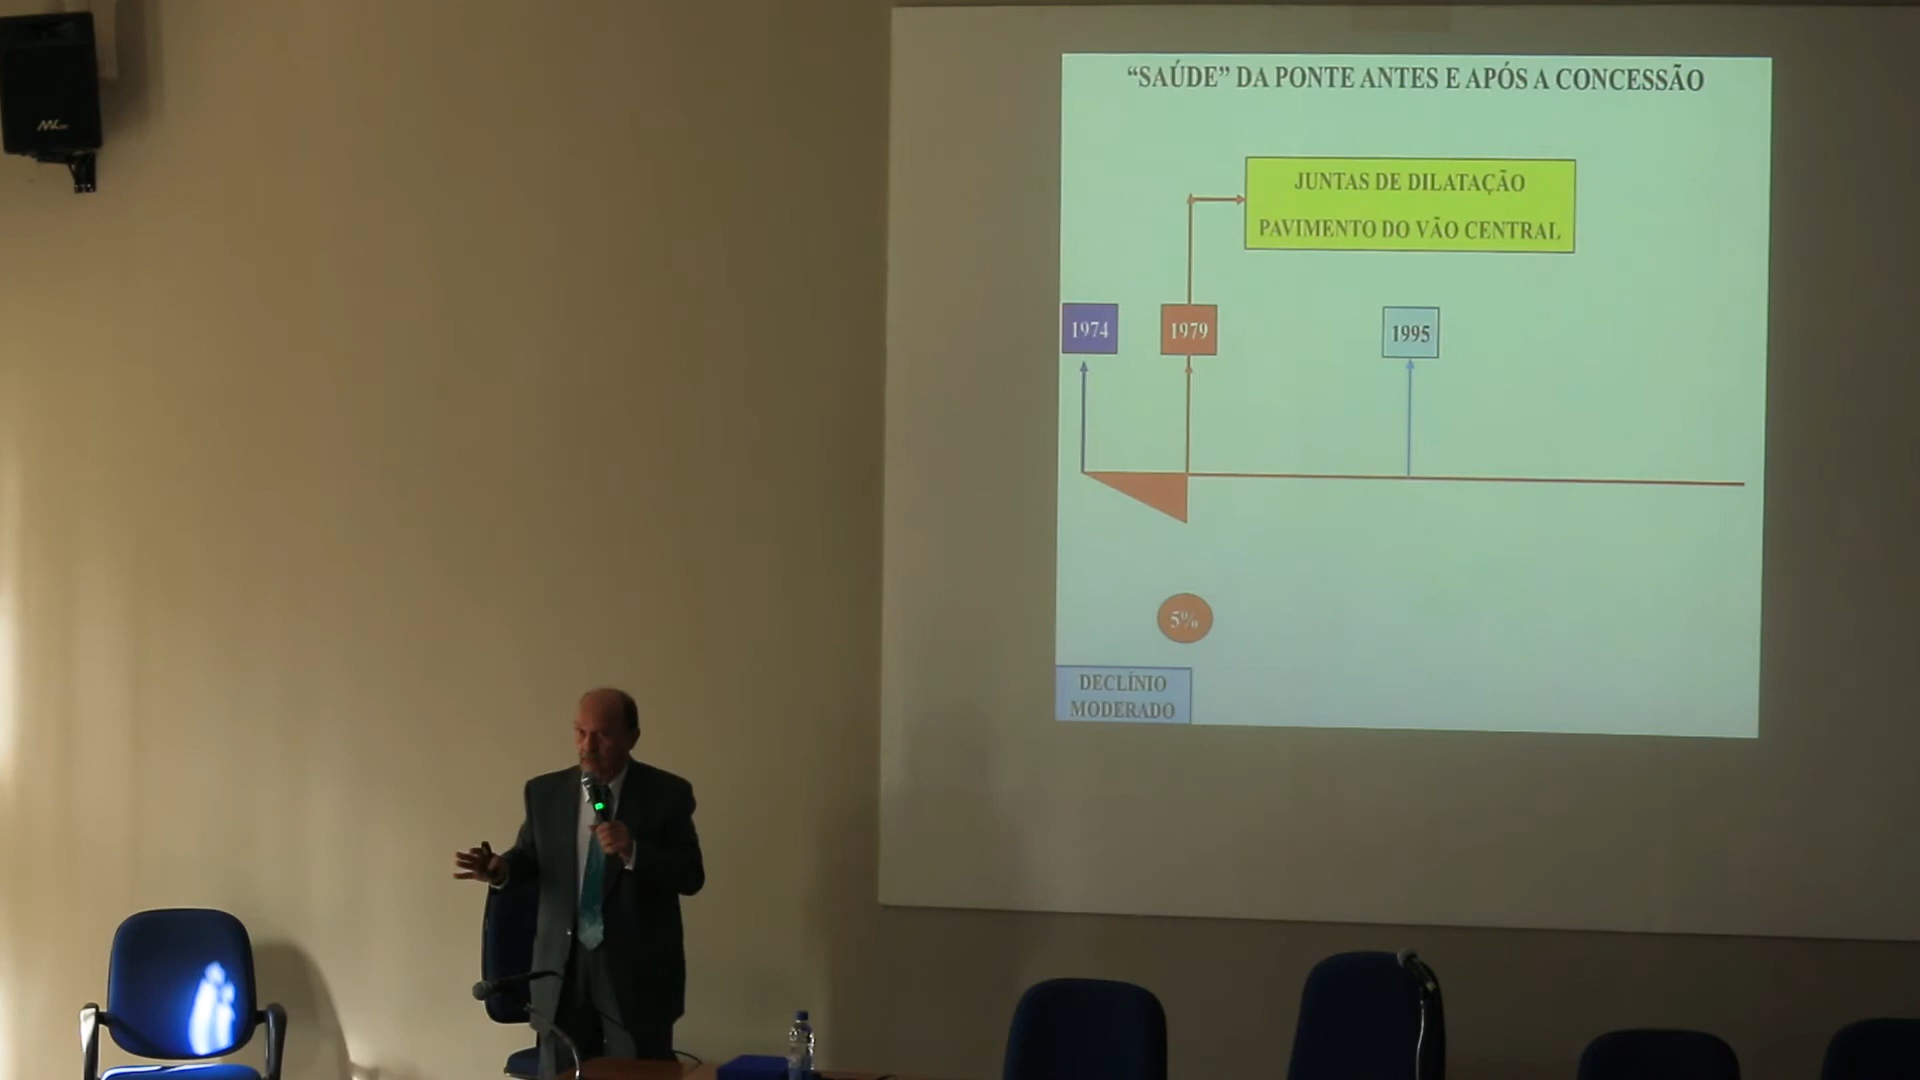 “SAÚDE” DA PONTE ANTES E APÓS A CONCESSÃO
JUNTAS DE DILATAÇÃO
PAVIMENTO DO VÃO CENTRAL
1974
1979
1995
5%
DECLÍNIO
MODERADO